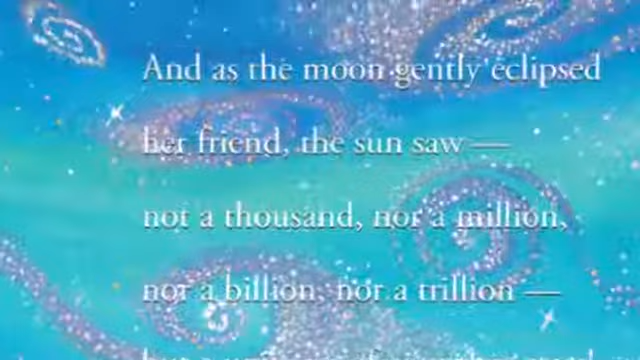 And as the moon gently eclipsed
her friend, the sun saw —
not a thousand, nor a million,
nor a billion, nor a trillion —